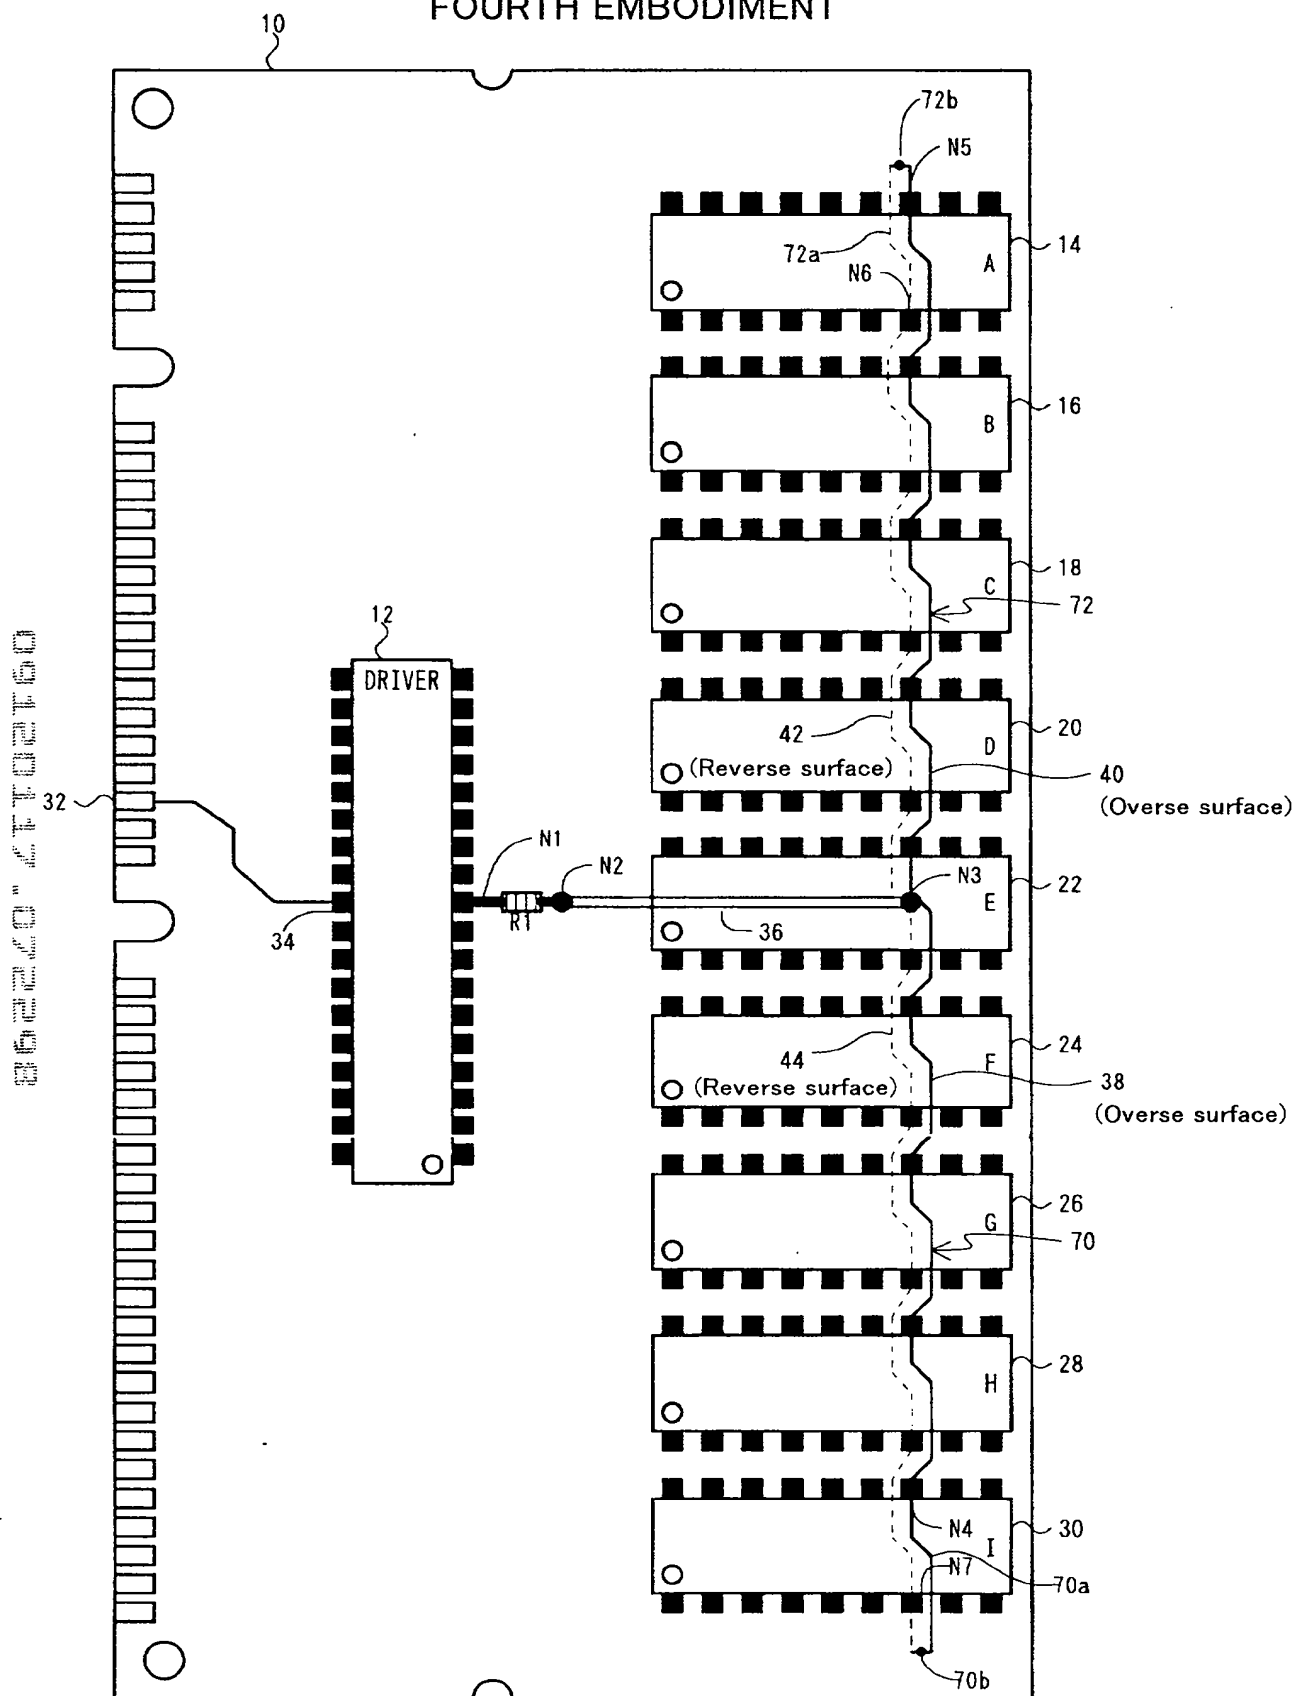 FOURTH EMBODIMENT
10
72b
N5
14
72a
A
N6
16
B
18
C
72
12
DRIVER
20
42
D
(Reverse surface)
40
(Overse surface)
32
N1
N2
N3
22
E
R1
36
34
24
44
F
(Reverse surface)
38
(Overse surface)
26
G
70
28
H
N4
30
I
N7
70a
70b
09120117.072298